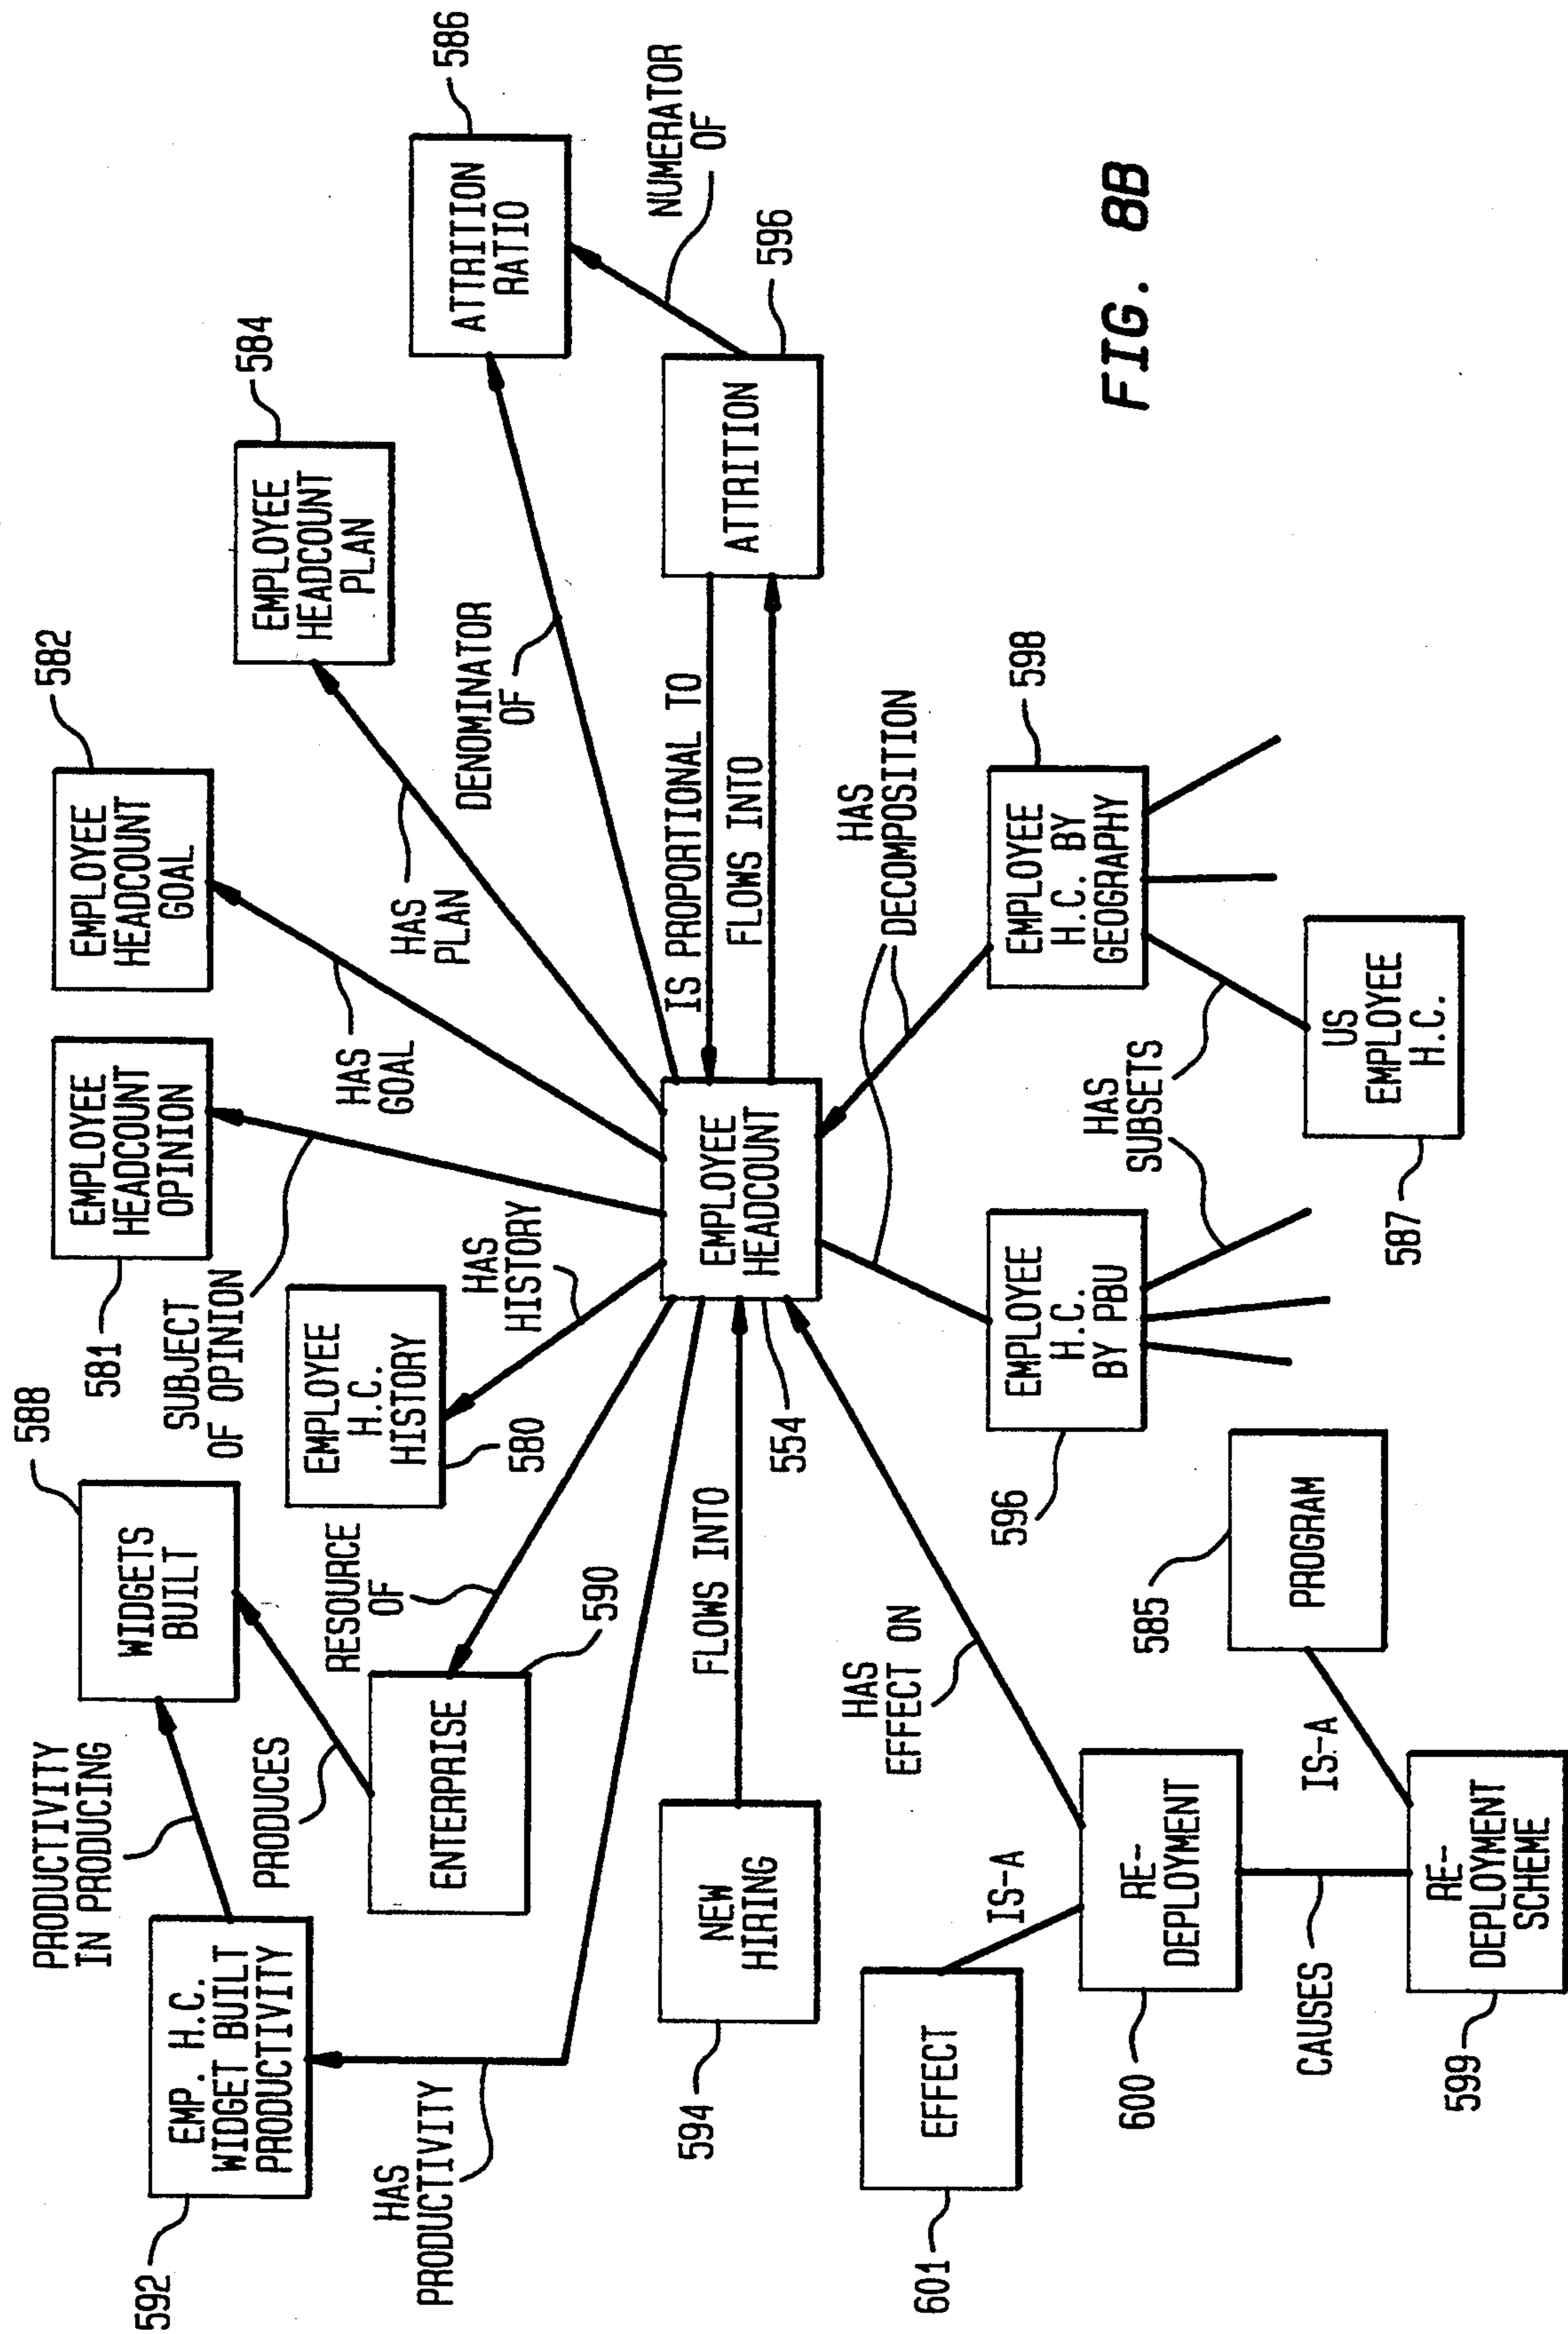 592
EMP. H.C.
WIDGET BUILT
PRODUCTIVITY
PRODUCTIVITY
IN PRODUCING
WIDGETS
BUILT
588
581
EMPLOYEE
HEADCOUNT
OPINION
EMPLOYEE
HEADCOUNT
GOAL
582
HAS
PRODUCTIVITY
PRODUCES
SUBJECT
OF OPINION
RESOURCE
OF
EMPLOYEE
H.C.
HISTORY
580
HAS
HISTORY
HAS
GOAL
HAS
PLAN
EMPLOYEE
HEADCOUNT
PLAN
584
ENTERPRISE
590
DENOMINATOR
OF
ATTRITION
RATIO
586
NUMERATOR
OF
594
NEW
HIRING
FLOWS INTO
EMPLOYEE
HEADCOUNT
554
IS PROPORTIONAL TO
FLOWS INTO
ATTRITION
596
601
EFFECT
IS-A
HAS
EFFECT ON
HAS
DECOMPOSITION
600
RE-
DEPLOYMENT
596
EMPLOYEE
H.C.
BY PBU
EMPLOYEE
H.C. BY
GEOGRAPHY
598
HAS
SUBSETS
585
PROGRAM
CAUSES
IS-A
599
RE-
DEPLOYMENT
SCHEME
587
US
EMPLOYEE
H.C.
FIG. 8B